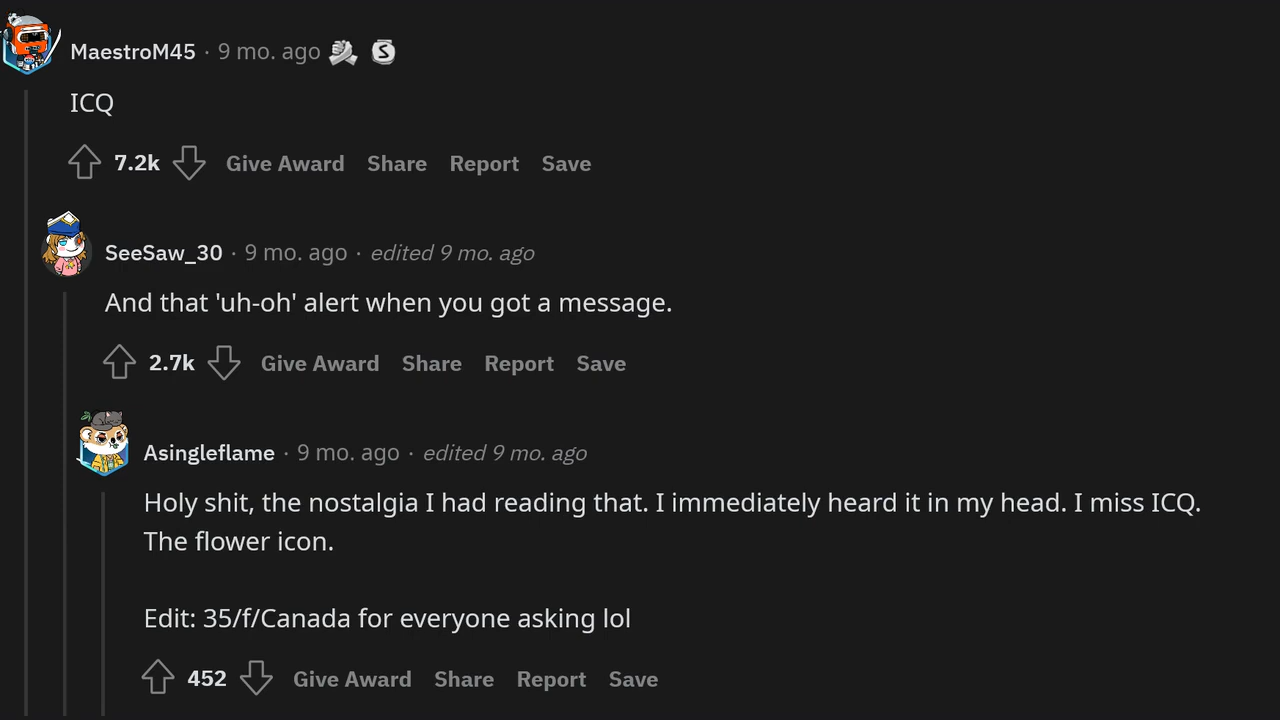 MaestroM45 · 9 mo. ago
ICQ
7.2k Give Award Share Report Save
SeeSaw_30 · 9 mo. ago · edited 9 mo. ago
And that 'uh-oh' alert when you got a message.
2.7k Give Award Share Report Save
Asingleflame · 9 mo. ago · edited 9 mo. ago
Holy shit, the nostalgia I had reading that. I immediately heard it in my head. I miss ICQ.
The flower icon.
Edit: 35/f/Canada for everyone asking lol
452 Give Award Share Report Save